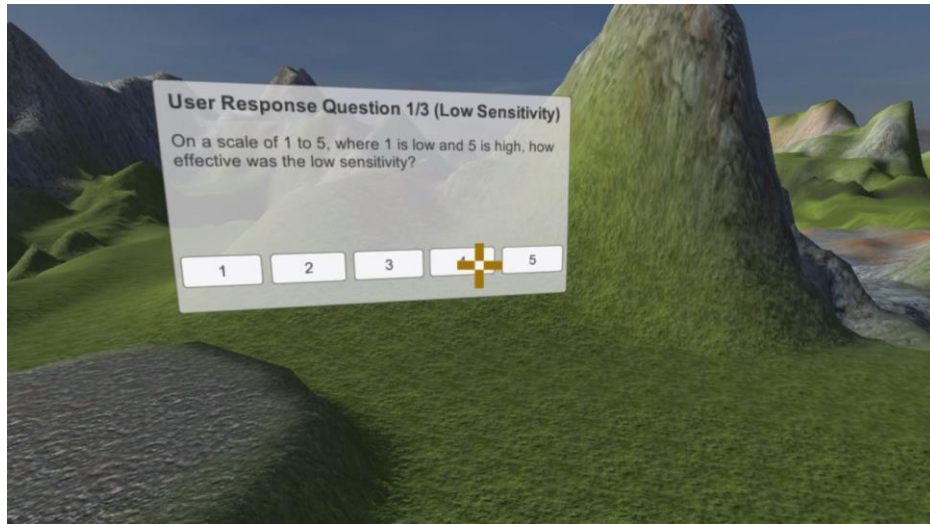 User Response Question 1/3 (Low Sensitivity)
On a scale of 1 to 5, where 1 is low and 5 is high, how
effective was the low sensitivity?
1 2 3 4 5